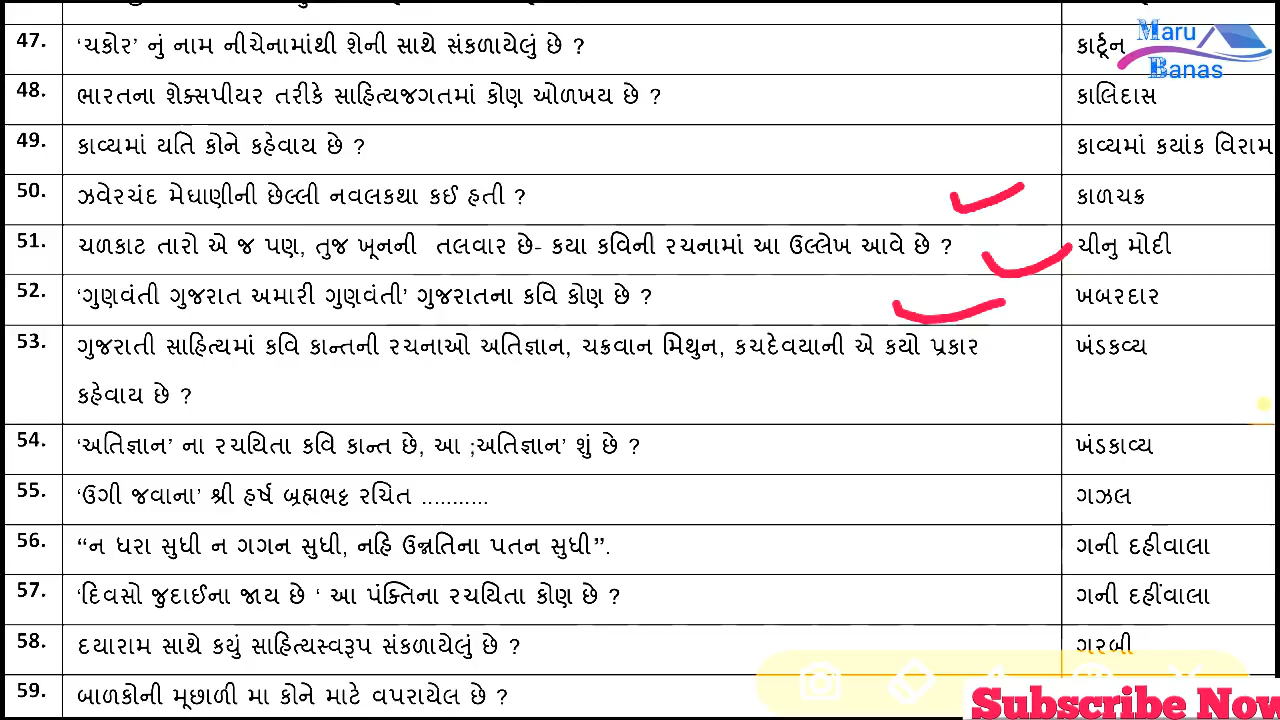 47. ‘ચકોર’ નું નામ નીચેનામાંથી શેની સાથે સંકળાયેલું છે ? કાર્ટૂન
Maru
Banas
48. ભારતના શેક્સપીયર તરીકે સાહિત્યજગતમાં કોણ ઓળખય છે ? કાલિદાસ
49. કાવ્યમાં યતિ કોને કહેવાય છે ? કાવ્યમાં કયાંક વિરામ
50. ઝવેરચંદ મેઘાણીની છેલ્લી નવલકથા કઈ હતી ? કાળચક્ર
51. ચળકાટ તારો એ જ પણ, તુજ ખૂનની તલવાર છે- કયા કવિની રચનામાં આ ઉલ્લેખ આવે છે ? ચીનુ મોદી
52. ‘ગુણવંતી ગુજરાત અમારી ગુણવંતી’ ગુજરાતના કવિ કોણ છે ? ખબરદાર
53. ગુજરાતી સાહિત્યમાં કવિ કાન્તની રચનાઓ અતિજ્ઞાન, ચક્રવાન મિથુન, કચદેવયાની એ કયો પ્રકાર ખંડકવ્ય
કહેવાય છે ?
54. ‘અતિજ્ઞાન’ ના રચયિતા કવિ કાન્ત છે, આ ;અતિજ્ઞાન’ શું છે ? ખંડકાવ્ય
55. ‘ઉગી જવાના’ શ્રી હર્ષ બ્રહ્મભટ્ટ રચિત ........... ગઝલ
56. “ન ધરા સુધી ન ગગન સુધી, નહિ ઉન્નતિના પતન સુધી”. ગની દહીવાલા
57. ‘દિવસો જુદાઈના જાય છે ‘ આ પંક્તિના રચયિતા કોણ છે ? ગની દહીંવાલા
58. દયારામ સાથે કયું સાહિત્યસ્વરૂપ સંકળાયેલું છે ? ગરબી
59. બાળકોની મૂછાળી મા કોને માટે વપરાયેલ છે ?
Subscribe Now